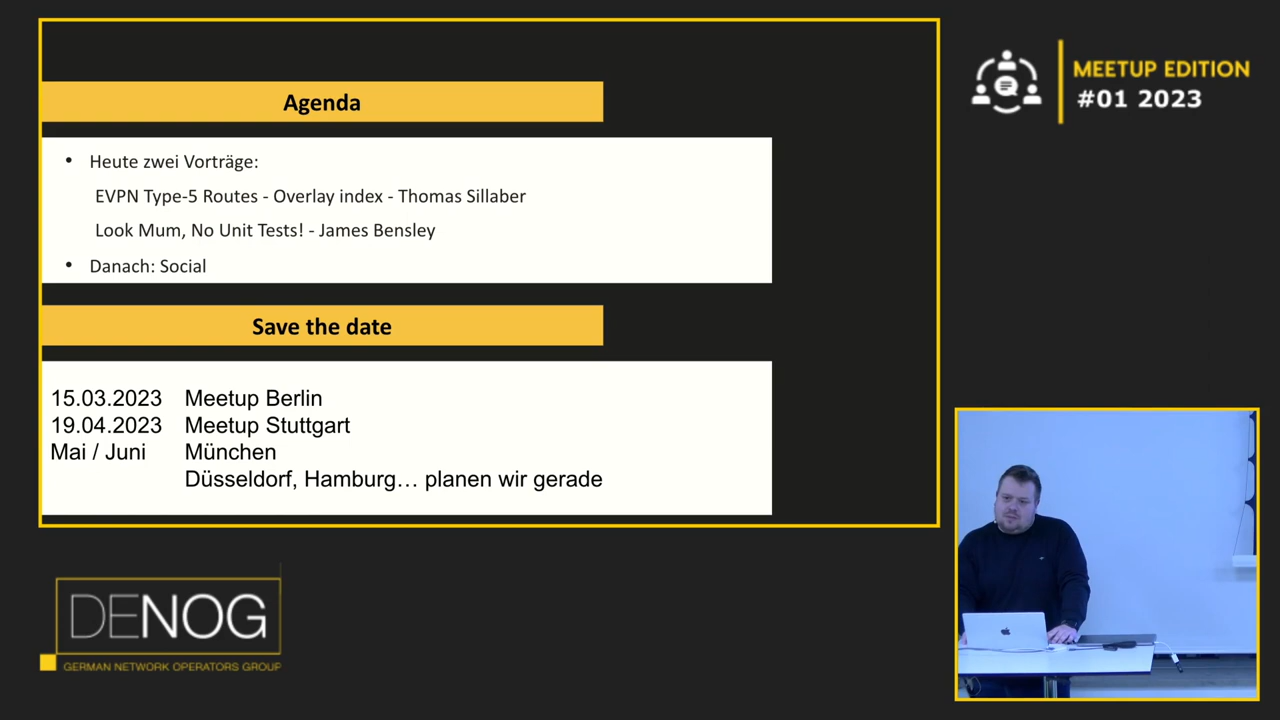 Agenda
• Heute zwei Vorträge:
EVPN Type-5 Routes - Overlay index - Thomas Sillaber
Look Mum, No Unit Tests! - James Bensley
• Danach: Social
Save the date
15.03.2023 Meetup Berlin
19.04.2023 Meetup Stuttgart
Mai / Juni München
Düsseldorf, Hamburg… planen wir gerade
MEETUP EDITION
#01 2023
DENOG
GERMAN NETWORK OPERATORS GROUP